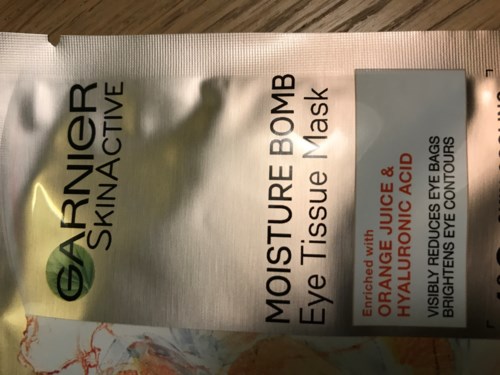 GARNIER
SKINACTIVE
MOISTURE BOMB
Eye Tissue Mask
Enriched with
ORANGE JUICE &
HYALURONIC ACID
VISIBLY REDUCES EYE BAGS
BRIGHTENS EYE CONTOURS